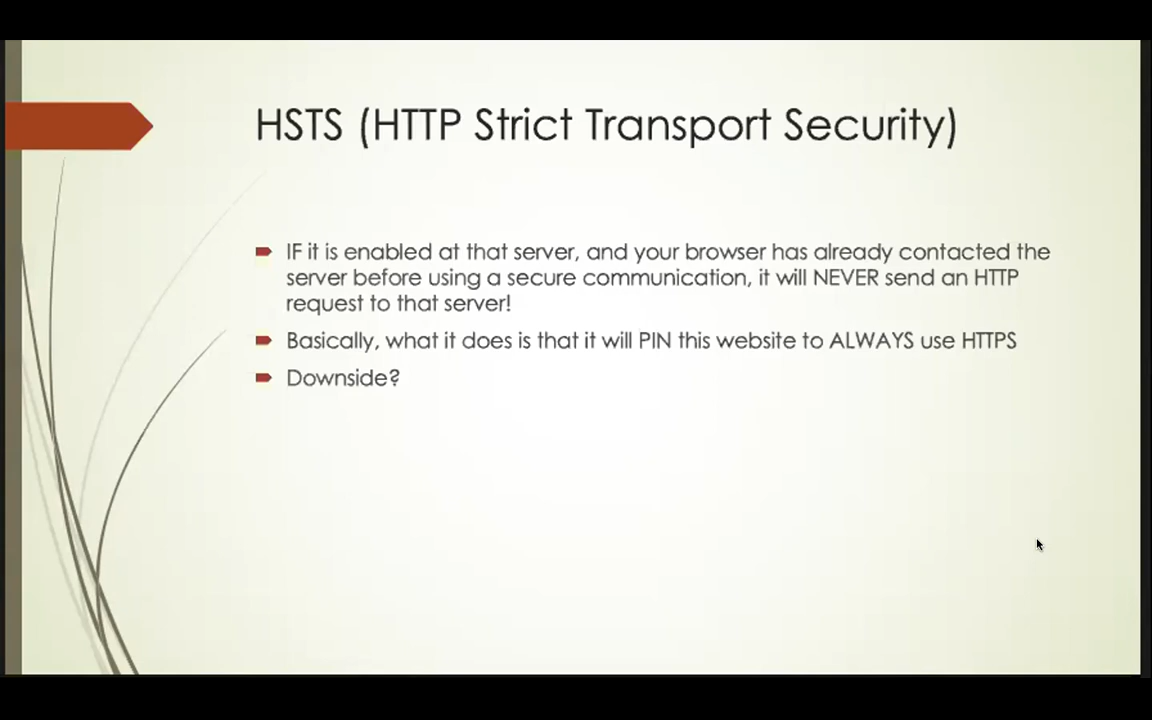 HSTS (HTTP Strict Transport Security)
IF it is enabled at that server, and your browser has already contacted the
server before using a secure communication, it will NEVER send an HTTP
request to that server!
Basically, what it does is that it will PIN this website to ALWAYS use HTTPS
Downside?